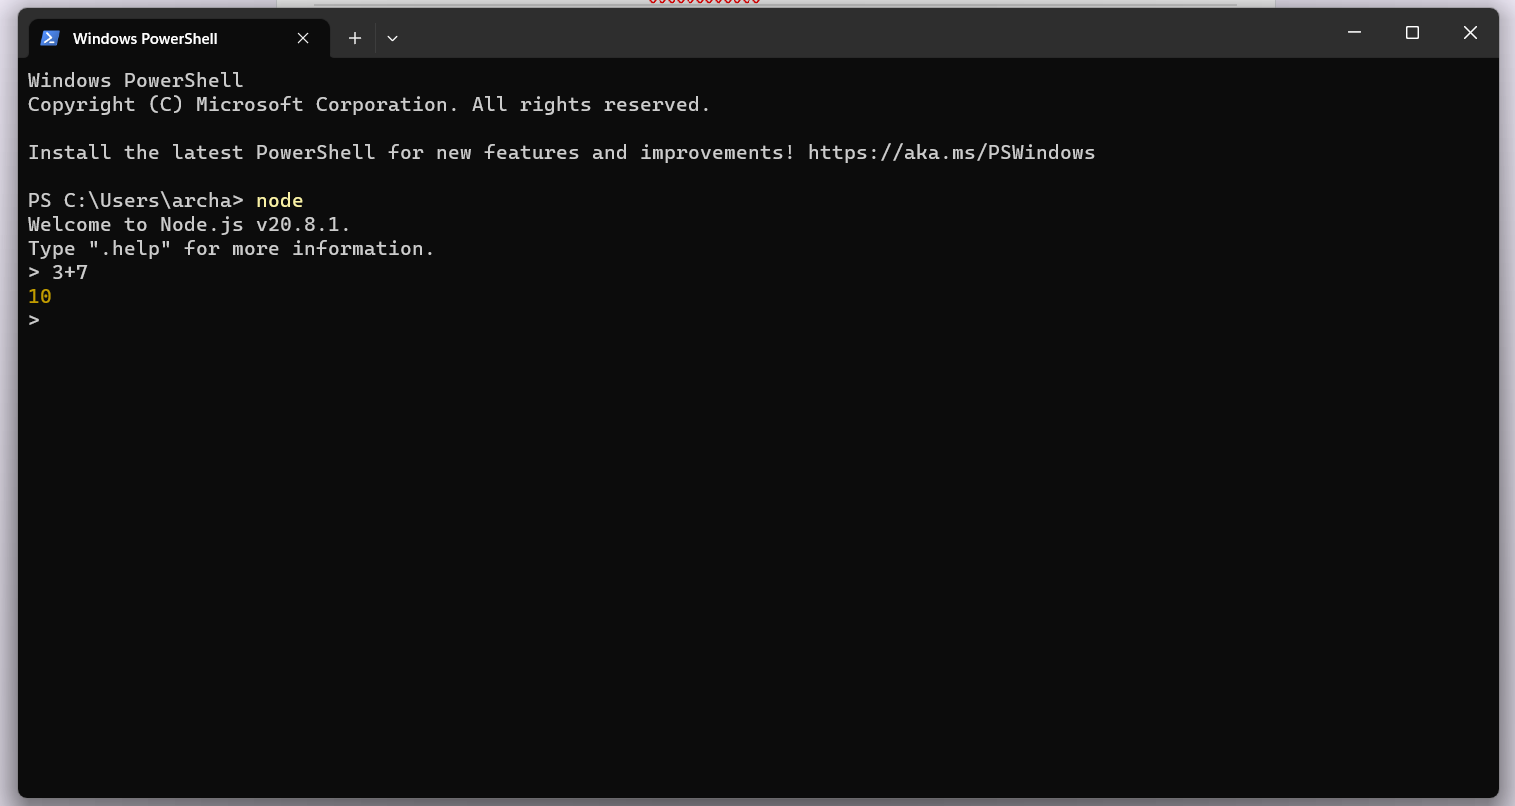 Windows PowerShell
Windows PowerShell
Copyright (C) Microsoft Corporation. All rights reserved.
Install the latest PowerShell for new features and improvements! https://aka.ms/PSWindows
PS C:\Users\archa> node
Welcome to Node.js v20.8.1.
Type ".help" for more information.
> 3+7
10
>